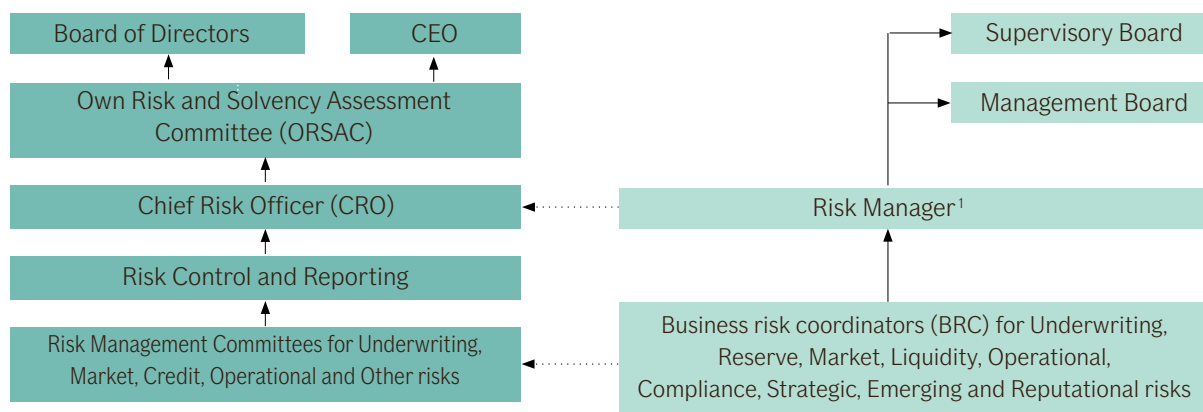 Board of Directors
CEO
Own Risk and Solvency Assessment
Committee (ORSAC)
Chief Risk Officer (CRO)
Risk Control and Reporting
Risk Management Committees for Underwriting,
Market, Credit, Operational and Other risks
Supervisory Board
Management Board
Risk Manager¹
Business risk coordinators (BRC) for Underwriting,
Reserve, Market, Liquidity, Operational,
Compliance, Strategic, Emerging and Reputational risks